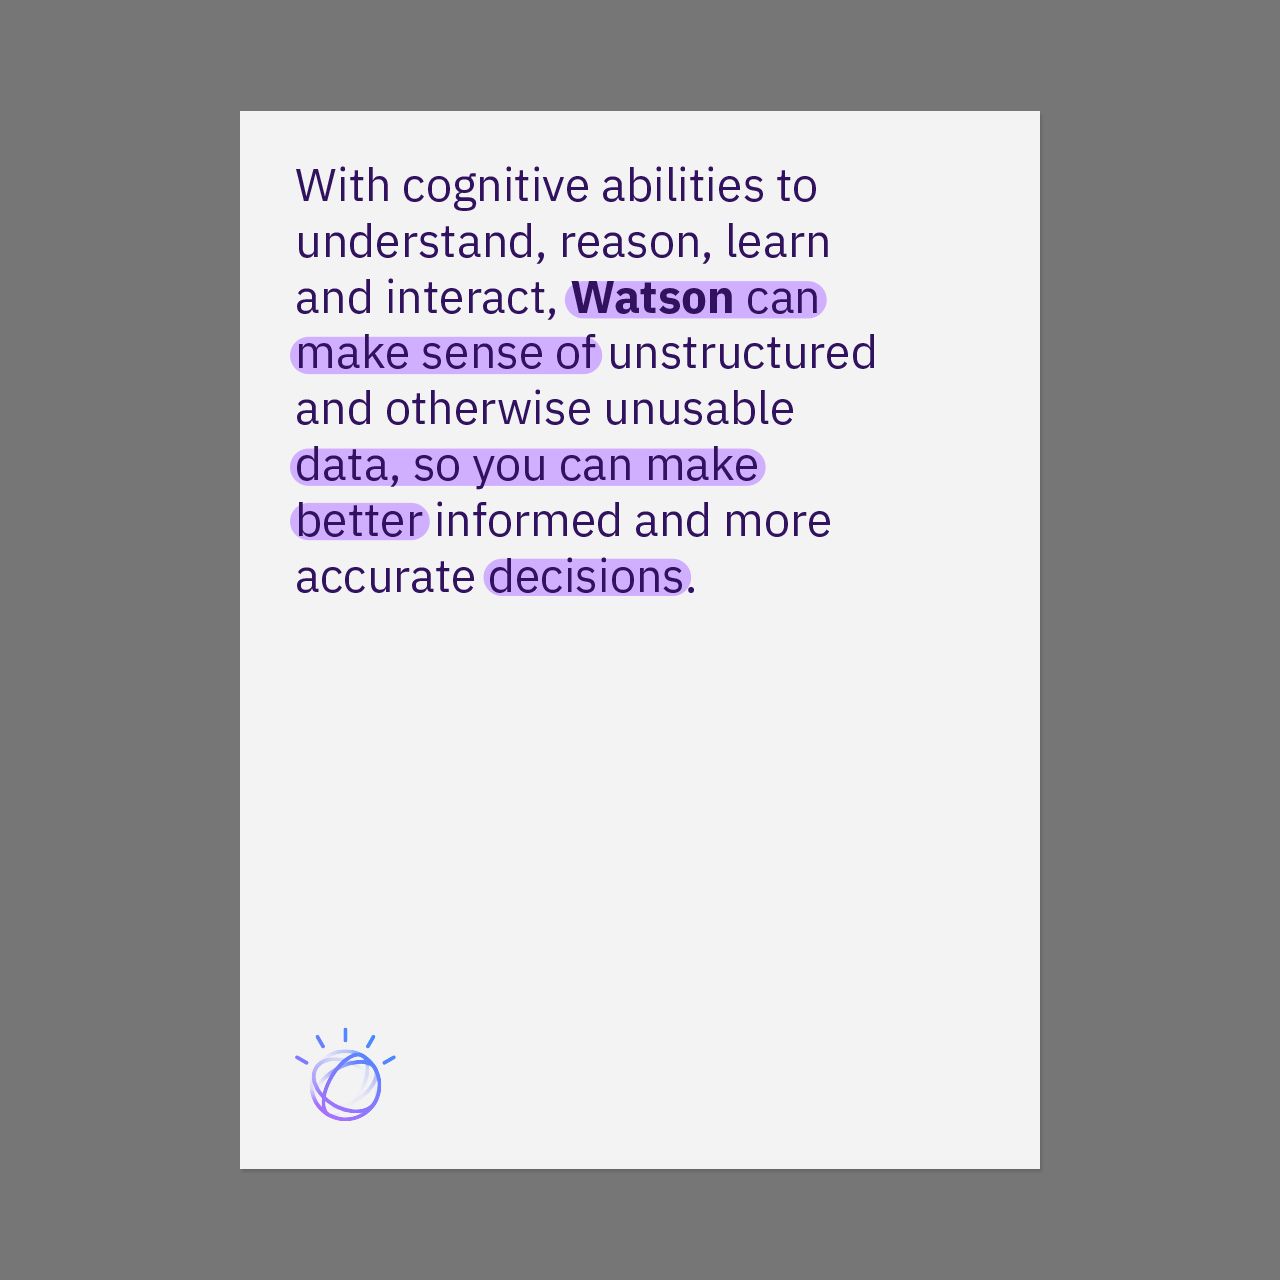 With cognitive abilities to
understand, reason, learn
and interact, Watson can
make sense of unstructured
and otherwise unusable
data, so you can make
better informed and more
accurate decisions.